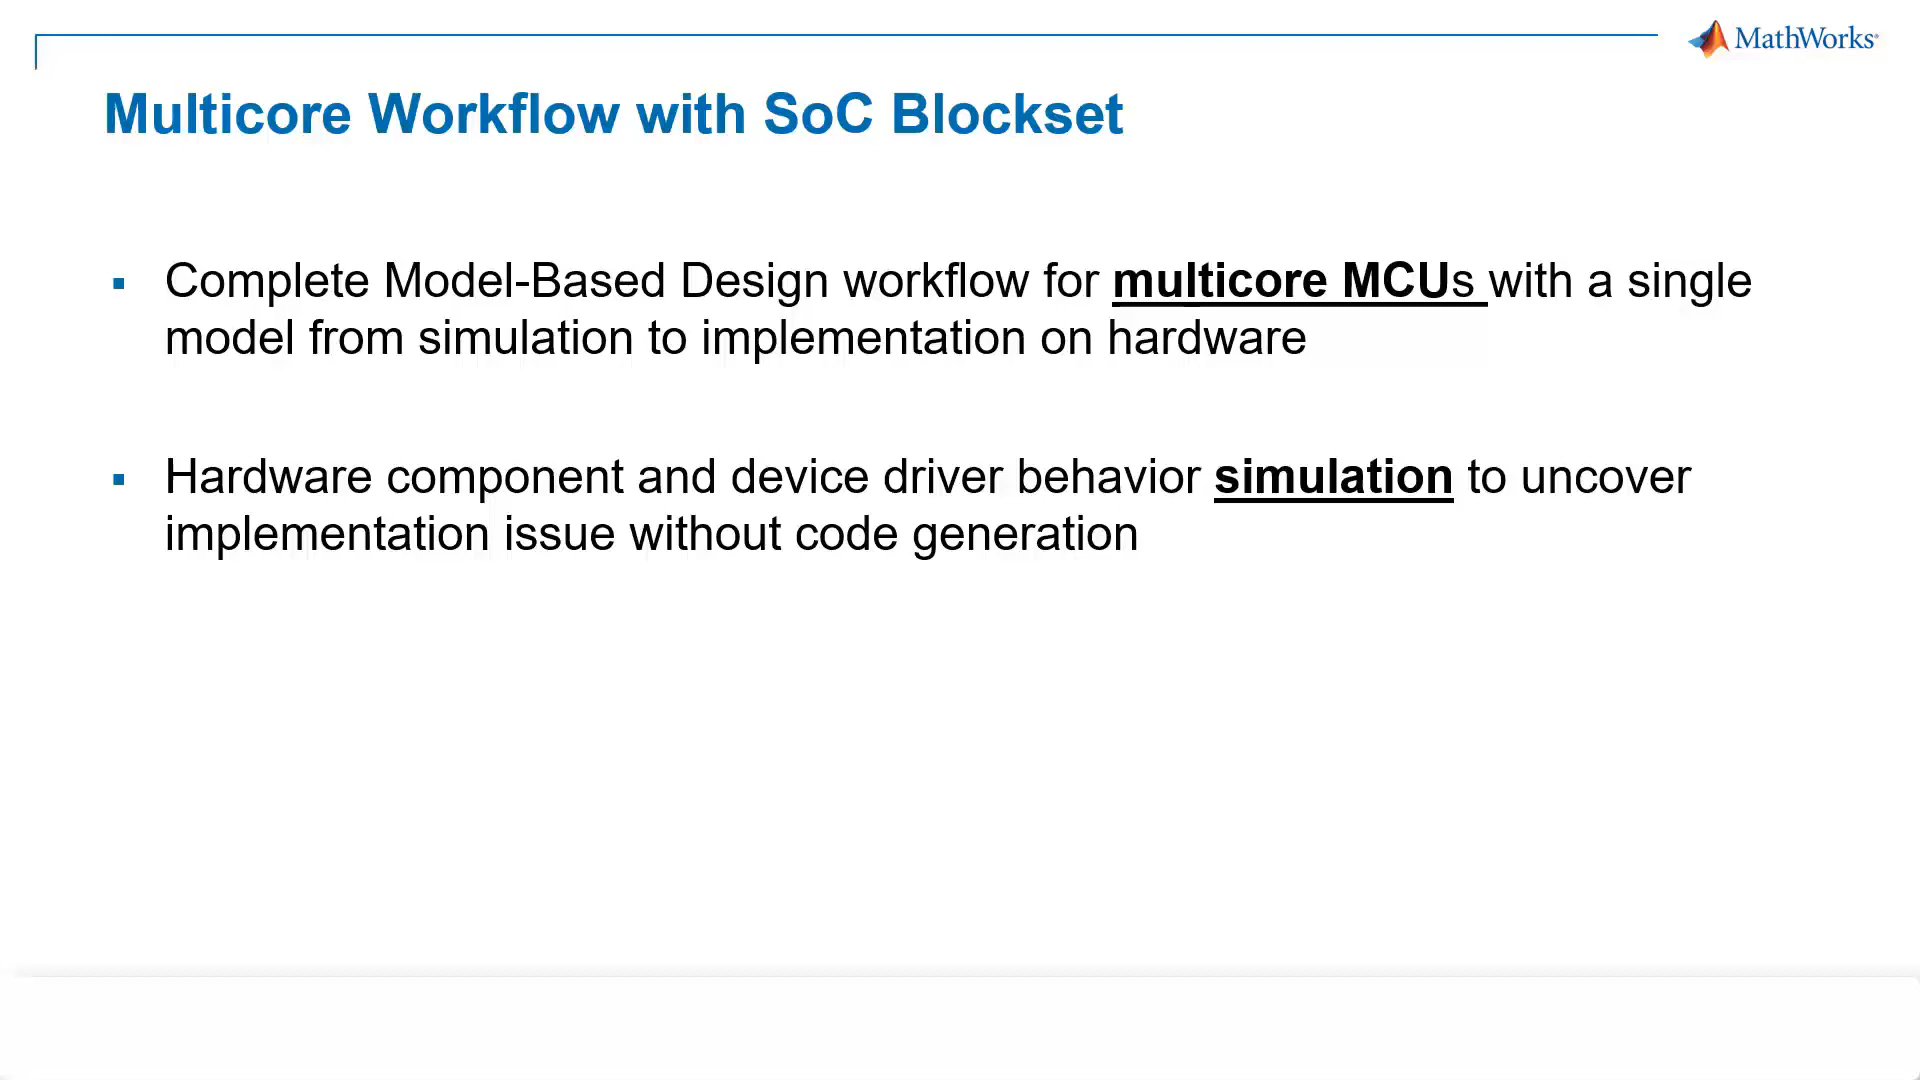 MathWorks®
Multicore Workflow with SoC Blockset
▪ Complete Model-Based Design workflow for multicore MCUs with a single
model from simulation to implementation on hardware
▪ Hardware component and device driver behavior simulation to uncover
implementation issue without code generation